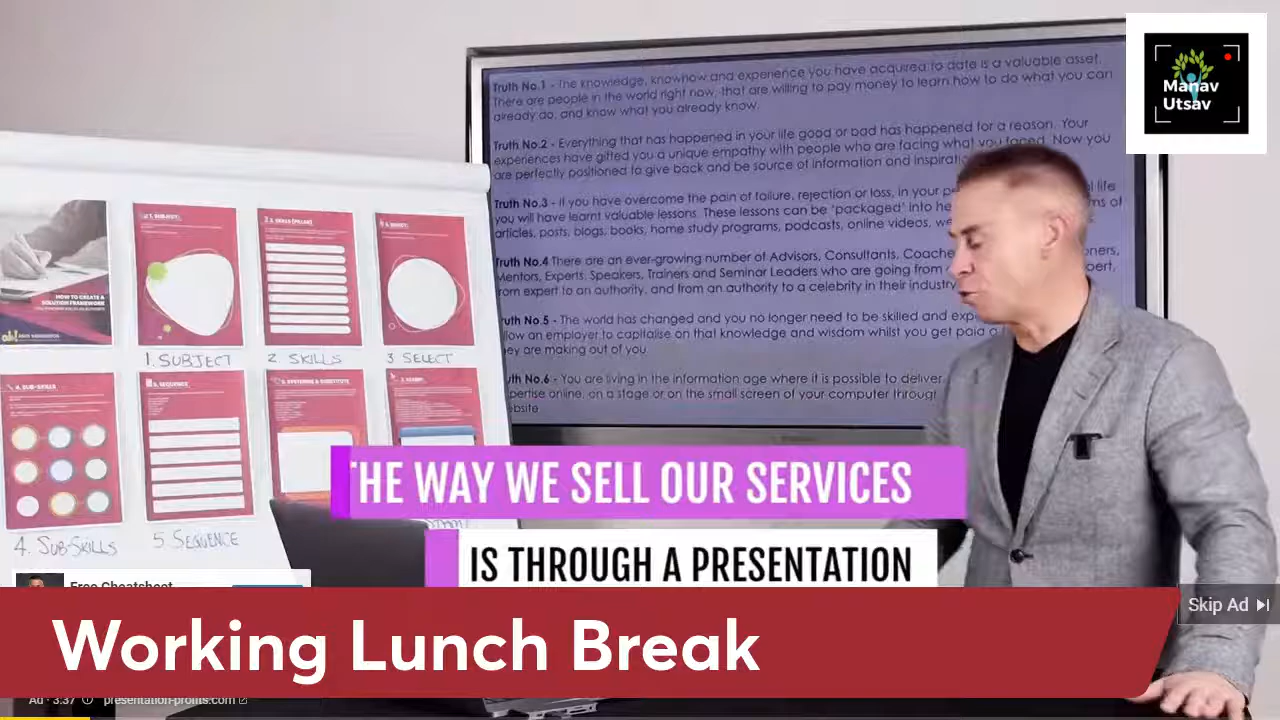 Manav
Utsav
Truth No.1 - The knowledge, knowhow and experience you have acquired to date is a valuable asset.
There are people in the world right now, that are willing to pay money to learn how to do what you can
already do, and know what you already know.
Truth No.2 - Everything that has happened in your life good or bad has happened for a reason. Your
experiences have gifted you a unique empathy with people who are facing what you faced. Now you
are perfectly positioned to give back and be source of information and
Truth No.3 - If you have overcome the pain of failure, rejection or loss, in your life
you will have learnt valuable lessons. These lessons can be 'packaged' into of
articles, posts, blogs, books, home study programs, podcasts, online videos,
Truth No.4 There are an ever-growing number of Advisors, Consultants,
Mentors, Experts, Speakers, Trainers and Seminar Leaders who are going from
from expert to an authority, and from an authority to a celebrity in their industry
No.5 - The world has changed and you no longer need to be skilled and
an employer to capitalise on that knowledge and wisdom whilst you get paid a
are making out of you
No.6 - You are living in the information age where it is possible to deliver
online, on a stage or on the small screen of your computer
HOW TO CREATE A
SOLUTION FRAMEWORK
1. SUBJECT
2 SKILLS
3 SELECT
4. SUB-SKILLS
5 SEQUENCE
THE WAY WE SELL OUR SERVICES
IS THROUGH A PRESENTATION
Free Cheatsheet
Skip Ad
Working Lunch Break
Ad · 3:37
presentation-profits.com